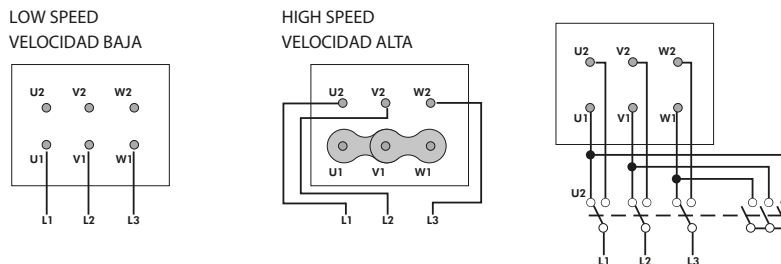 LOW SPEED
VELOCIDAD BAJA
U2 V2 W2
U1 V1 W1
L1 L2 L3
HIGH SPEED
VELOCIDAD ALTA
U2 V2 W2
U1 V1 W1
L1 L2 L3
U2 V2 W2
U1 V1 W1
U2
L1 L2 L3